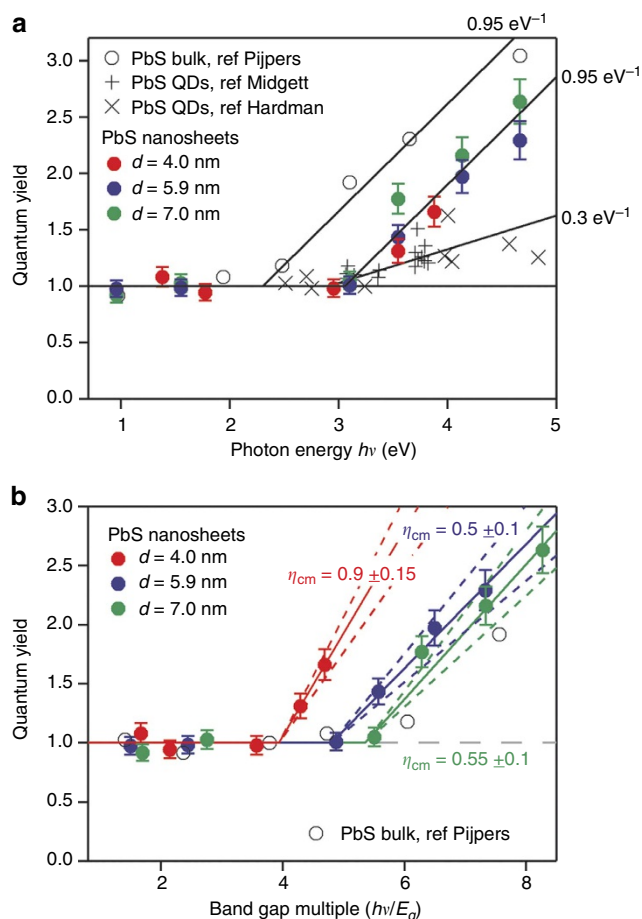 a
0.95 eV⁻¹
PbS bulk, ref Pijpers
PbS QDs, ref Midgett
PbS QDs, ref Hardman
PbS nanosheets
d = 4.0 nm
d = 5.9 nm
d = 7.0 nm
0.95 eV⁻¹
0.3 eV⁻¹
Quantum yield
3.0
2.5
2.0
1.5
1.0
0.5
0.0
1 2 3 4 5
Photon energy hν (eV)
b
PbS nanosheets
d = 4.0 nm
d = 5.9 nm
d = 7.0 nm
ηcm = 0.5 ±0.1
ηcm = 0.9 ±0.15
ηcm = 0.55 ±0.1
PbS bulk, ref Pijpers
Quantum yield
3.0
2.5
2.0
1.5
1.0
0.5
0.0
2 4 6 8
Band gap multiple (hν/Eg)